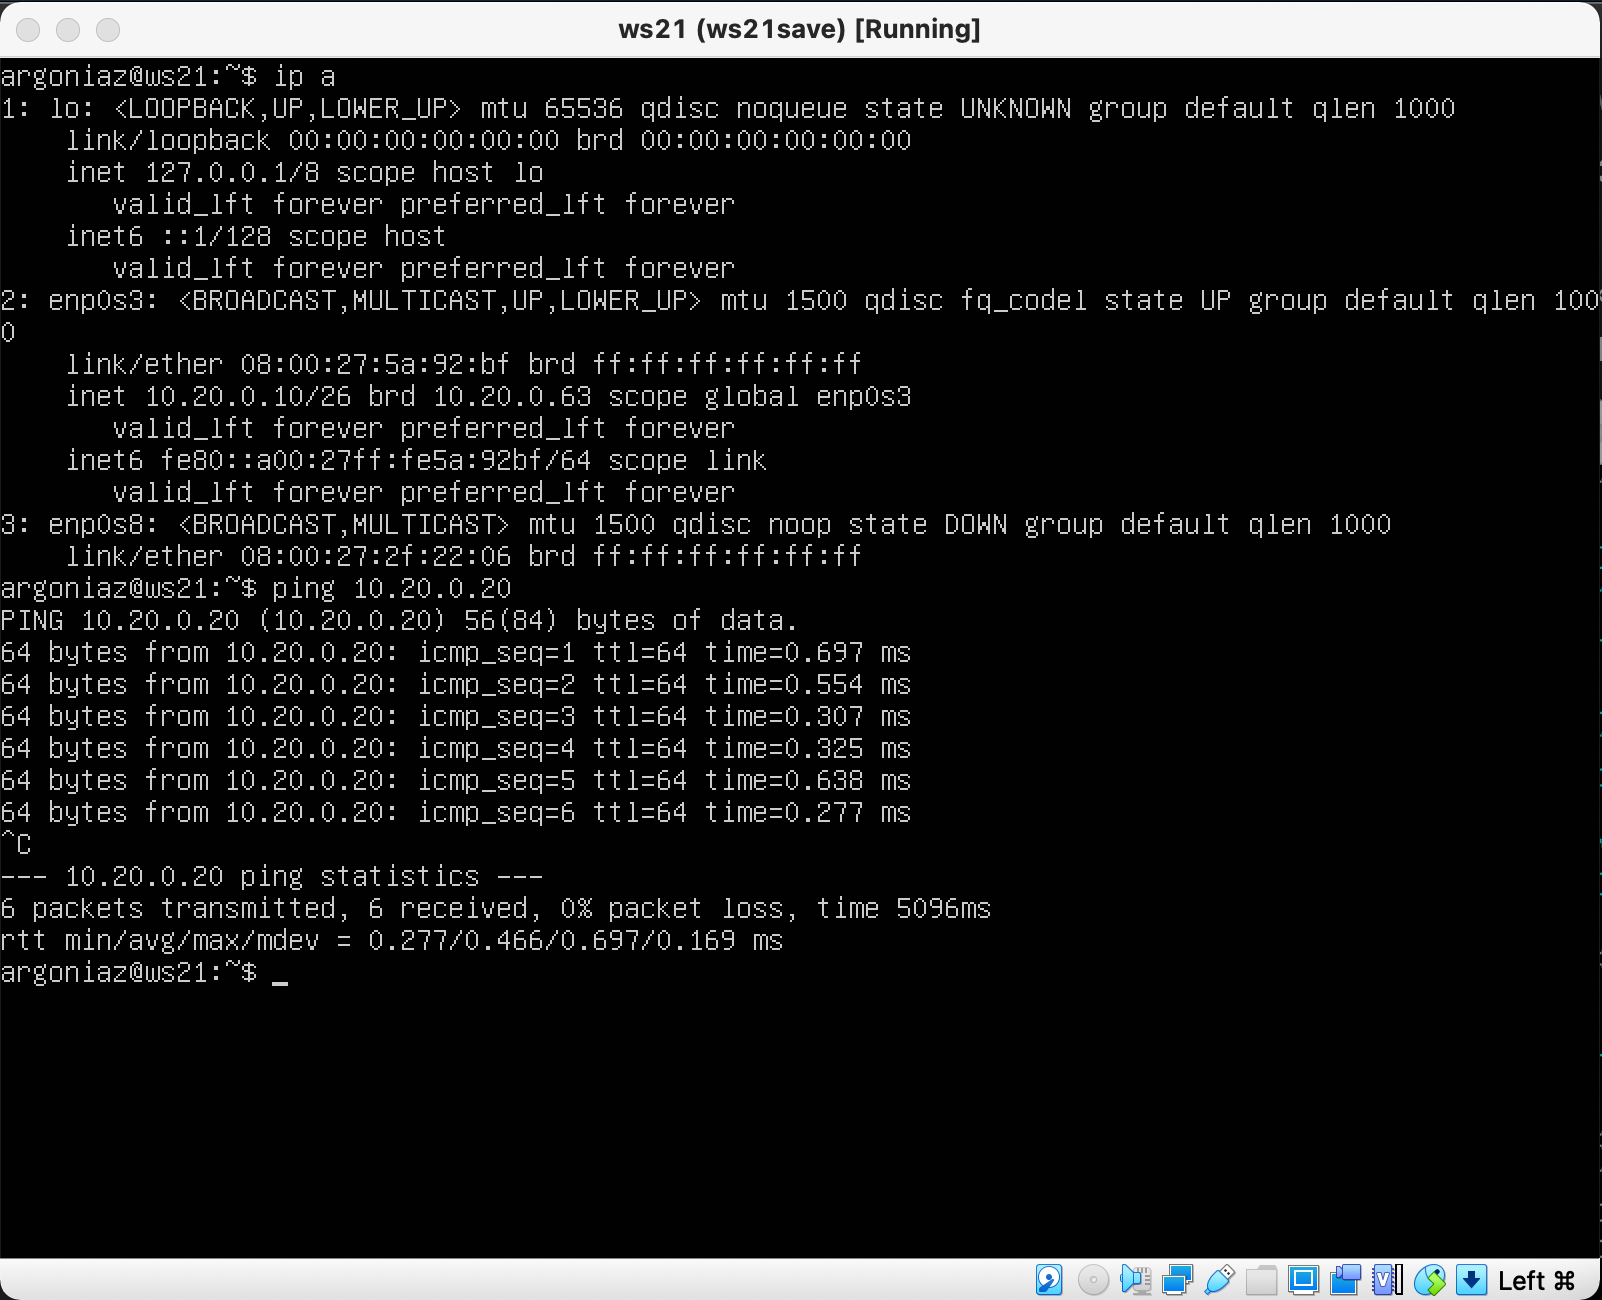 ws21 (ws21save) [Running]
argoniaz@ws21:~$ ip a
1: lo: <LOOPBACK,UP,LOWER_UP> mtu 65536 qdisc noqueue state UNKNOWN group default qlen 1000
    link/loopback 00:00:00:00:00:00 brd 00:00:00:00:00:00
    inet 127.0.0.1/8 scope host lo
       valid_lft forever preferred_lft forever
    inet6 ::1/128 scope host
       valid_lft forever preferred_lft forever
2: enp0s3: <BROADCAST,MULTICAST,UP,LOWER_UP> mtu 1500 qdisc fq_codel state UP group default qlen 100
0
    link/ether 08:00:27:5a:92:bf brd ff:ff:ff:ff:ff:ff
    inet 10.20.0.10/26 brd 10.20.0.63 scope global enp0s3
       valid_lft forever preferred_lft forever
    inet6 fe80::a00:27ff:fe5a:92bf/64 scope link
       valid_lft forever preferred_lft forever
3: enp0s8: <BROADCAST,MULTICAST> mtu 1500 qdisc noop state DOWN group default qlen 1000
    link/ether 08:00:27:2f:22:06 brd ff:ff:ff:ff:ff:ff
argoniaz@ws21:~$ ping 10.20.0.20
PING 10.20.0.20 (10.20.0.20) 56(84) bytes of data.
64 bytes from 10.20.0.20: icmp_seq=1 ttl=64 time=0.697 ms
64 bytes from 10.20.0.20: icmp_seq=2 ttl=64 time=0.554 ms
64 bytes from 10.20.0.20: icmp_seq=3 ttl=64 time=0.307 ms
64 bytes from 10.20.0.20: icmp_seq=4 ttl=64 time=0.325 ms
64 bytes from 10.20.0.20: icmp_seq=5 ttl=64 time=0.638 ms
64 bytes from 10.20.0.20: icmp_seq=6 ttl=64 time=0.277 ms
^C
--- 10.20.0.20 ping statistics ---
6 packets transmitted, 6 received, 0% packet loss, time 5096ms
rtt min/avg/max/mdev = 0.277/0.466/0.697/0.169 ms
argoniaz@ws21:~$ _
Left ⌘